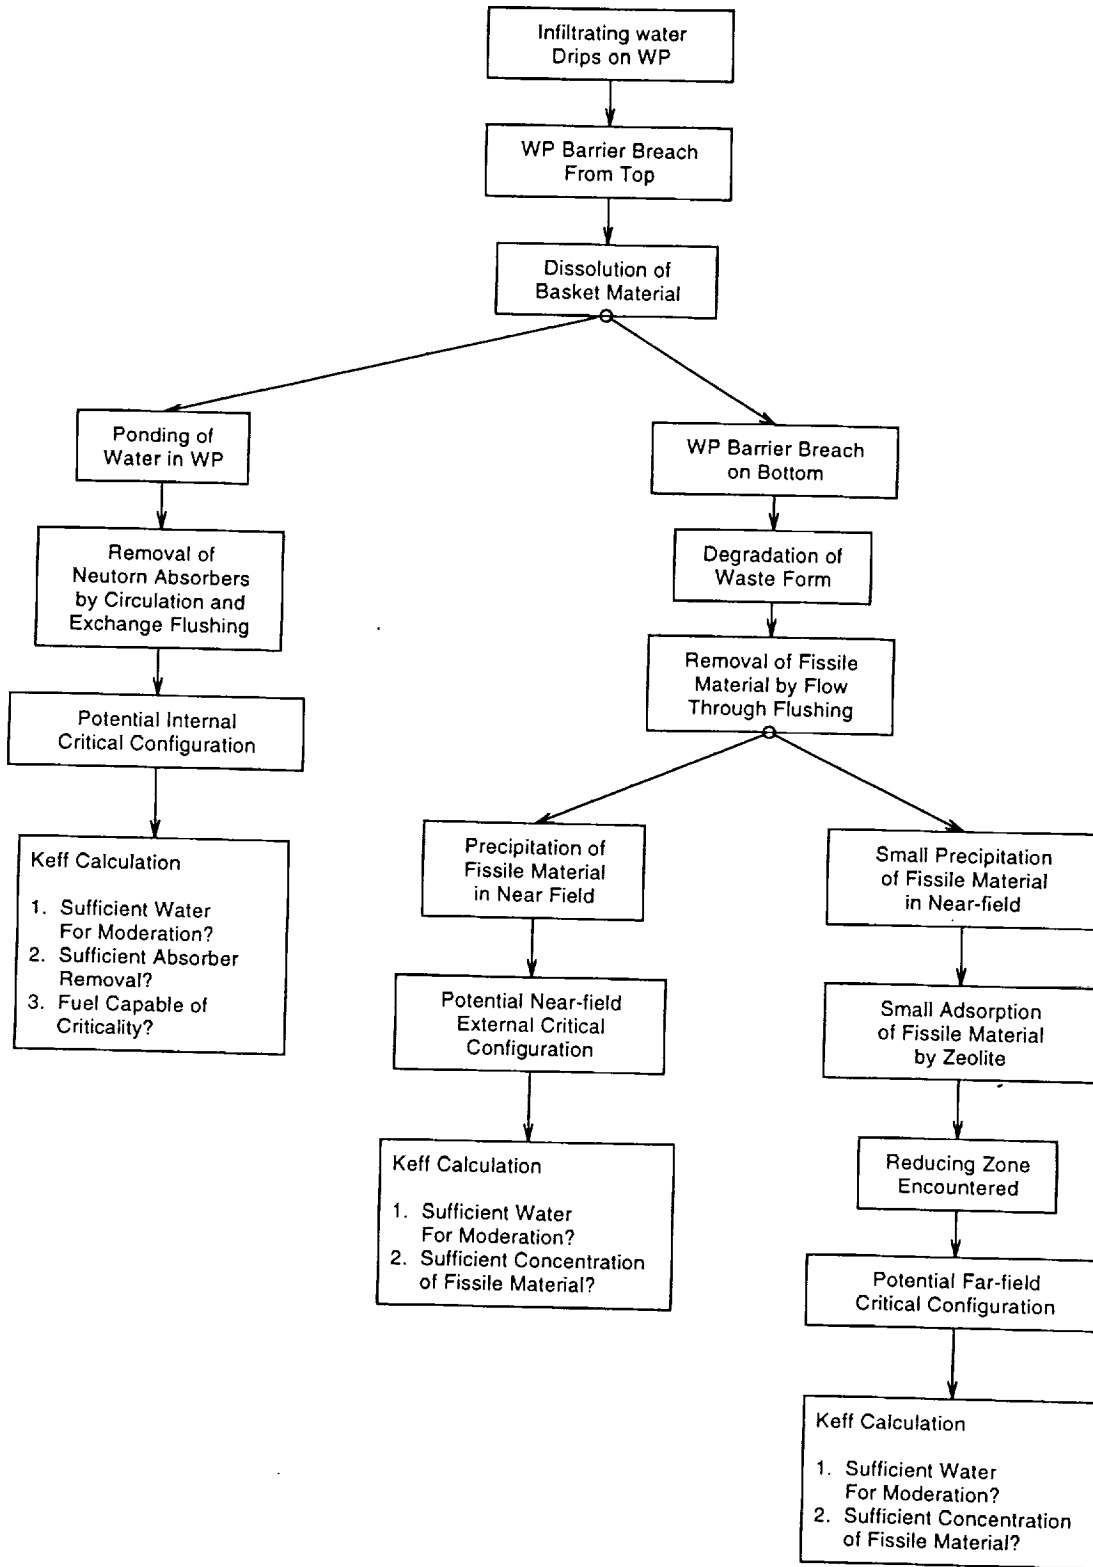 Infiltrating water
Drips on WP
WP Barrier Breach
From Top
Dissolution of
Basket Material
Ponding of
Water in WP
Removal of
Neutorn Absorbers
by Circulation and
Exchange Flushing
Potential Internal
Critical Configuration
Keff Calculation
1. Sufficient Water
For Moderation?
2. Sufficient Absorber
Removal?
3. Fuel Capable of
Criticality?
WP Barrier Breach
on Bottom
Degradation of
Waste Form
Removal of Fissile
Material by Flow
Through Flushing
Precipitation of
Fissile Material
in Near Field
Potential Near-field
External Critical
Configuration
Keff Calculation
1. Sufficient Water
For Moderation?
2. Sufficient Concentration
of Fissile Material?
Small Precipitation
of Fissile Material
in Near-field
Small Adsorption
of Fissile Material
by Zeolite
Reducing Zone
Encountered
Potential Far-field
Critical Configuration
Keff Calculation
1. Sufficient Water
For Moderation?
2. Sufficient Concentration
of Fissile Material?